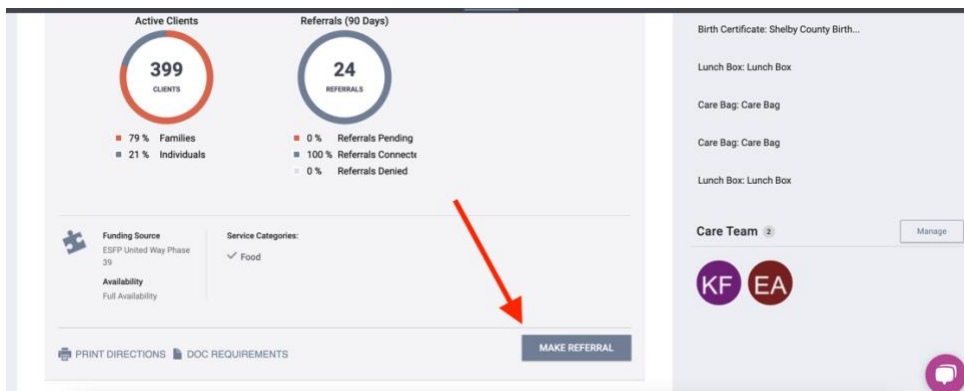 Active Clients
399
CLIENTS
79 % Families
21 % Individuals
Referrals (90 Days)
24
REFERRALS
0 % Referrals Pending
100 % Referrals Connecte
0 % Referrals Denied
Funding Source
ESFP United Way Phase
39
Availability
Full Availability
Service Categories:
Food
PRINT DIRECTIONS
DOC REQUIREMENTS
MAKE REFERRAL
Birth Certificate: Shelby County Birth...
Lunch Box: Lunch Box
Care Bag: Care Bag
Care Bag: Care Bag
Lunch Box: Lunch Box
Care Team 2
Manage
KF EA